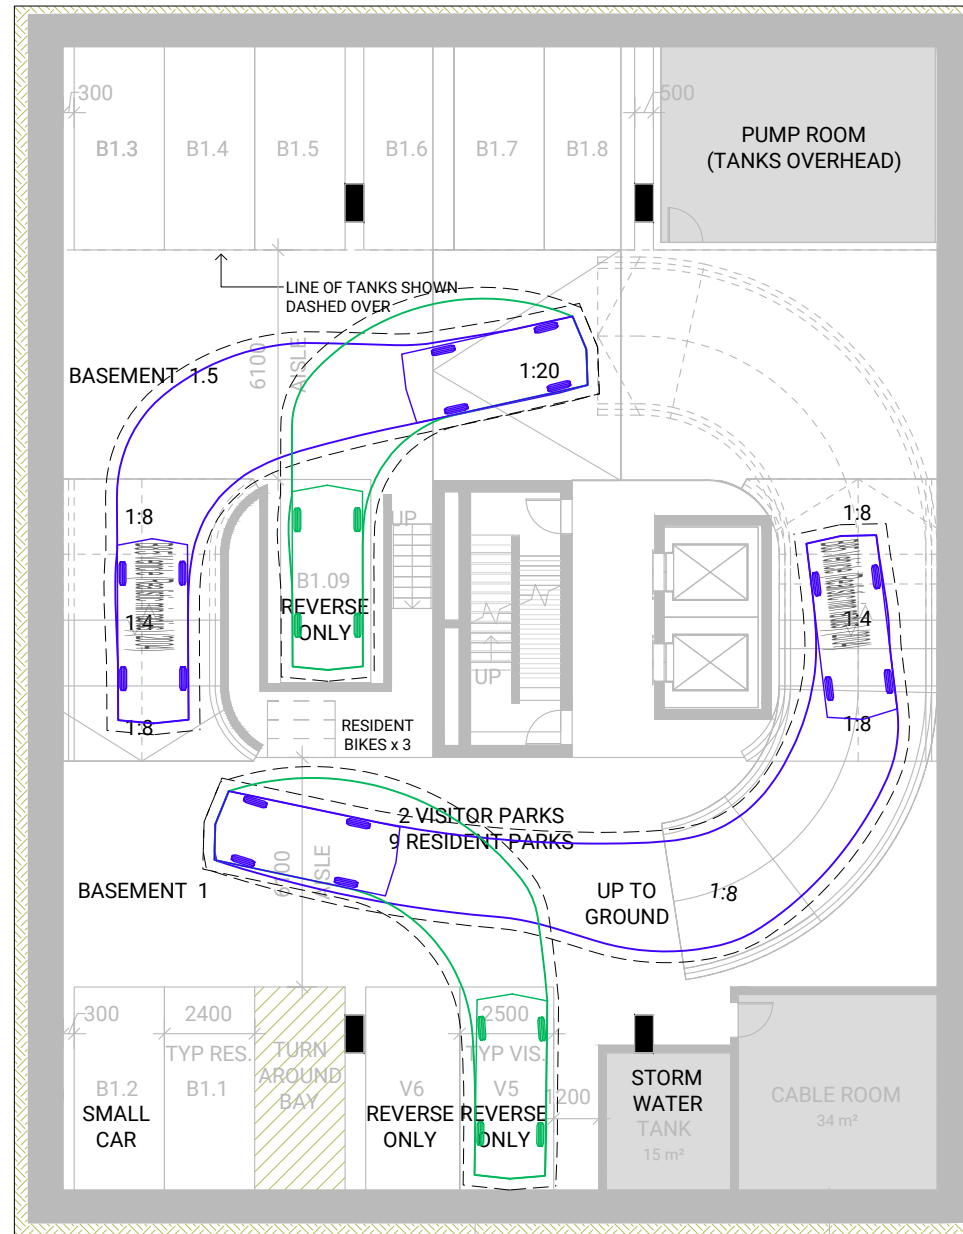 300
500
B1.3
B1.4
B1.5
B1.6
B1.7
B1.8
PUMP ROOM
(TANKS OVERHEAD)
LINE OF TANKS SHOWN
DASHED OVER
6100
AISLE
BASEMENT 1.5
1:20
1:8
1:8
UP
B1.09
REVERSE
ONLY
1:4
1:4
UP
1:8
1:8
RESIDENT
BIKES x 3
2 VISITOR PARKS
9 RESIDENT PARKS
AISLE
BASEMENT 1
UP TO
GROUND
1:8
300
2400
2500
TYP RES.
TURN
AROUND
BAY
TYP VIS.
B1.2
SMALL
CAR
B1.1
V6
REVERSE
ONLY
V5
REVERSE
ONLY
1200
STORM
WATER
TANK
15 m²
CABLE ROOM
34 m²